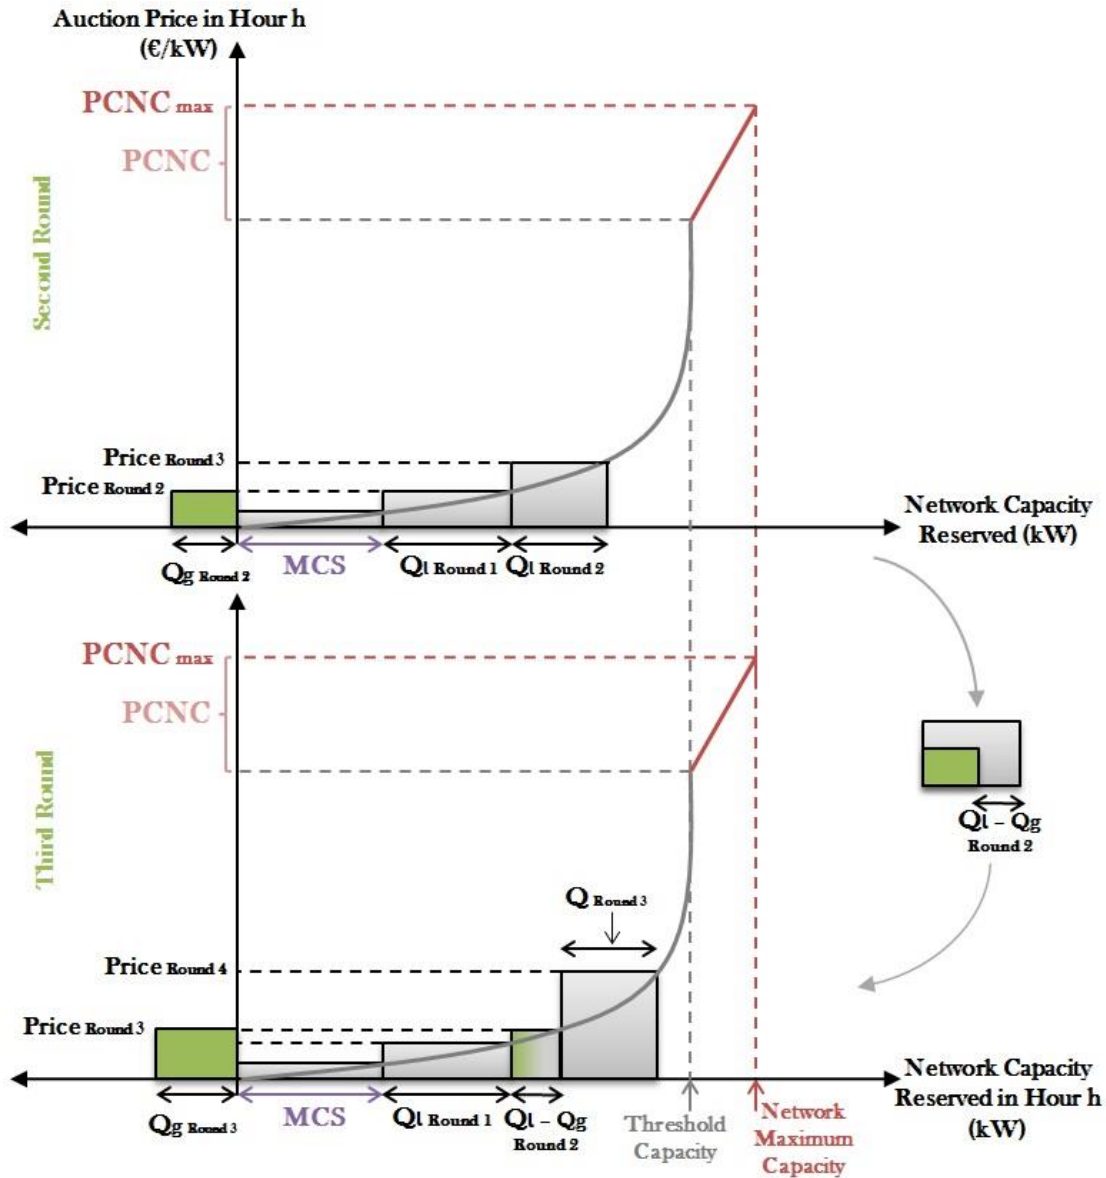 Auction Price in Hour h
(€/kW)
PCNC max
PCNC
Second Round
Price Round 3
Price Round 2
Network Capacity
Reserved (kW)
Qg Round 2
MCS
Ql Round 1
Ql Round 2
PCNC max
PCNC
Third Round
Ql – Qg
Round 2
Q Round 3
Price Round 4
Price Round 3
Network Capacity
Reserved in Hour h
(kW)
Qg Round 3
MCS
Ql Round 1
Ql – Qg
Round 2
Threshold
Capacity
Network
Maximum
Capacity